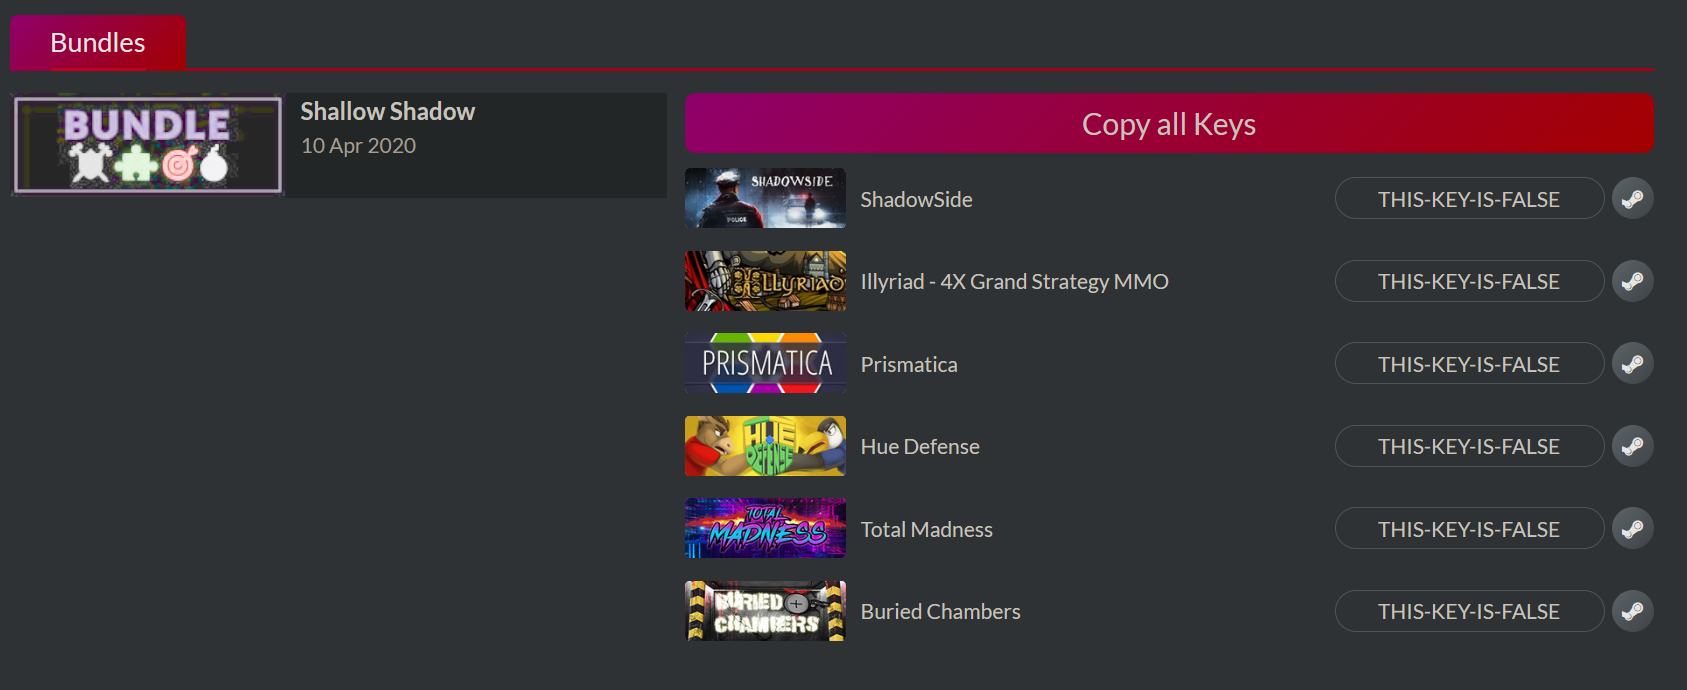 Bundles
BUNDLE
Shallow Shadow
10 Apr 2020
Copy all Keys
SHADOWSIDE
POLICE
ShadowSide
THIS-KEY-IS-FALSE
ILLYRIAD
Illyriad - 4X Grand Strategy MMO
THIS-KEY-IS-FALSE
PRISMATICA
Prismatica
THIS-KEY-IS-FALSE
HUE
DEFENSE
Hue Defense
THIS-KEY-IS-FALSE
TOTAL
MADNESS
Total Madness
THIS-KEY-IS-FALSE
BURIED
CHAMBERS
Buried Chambers
THIS-KEY-IS-FALSE